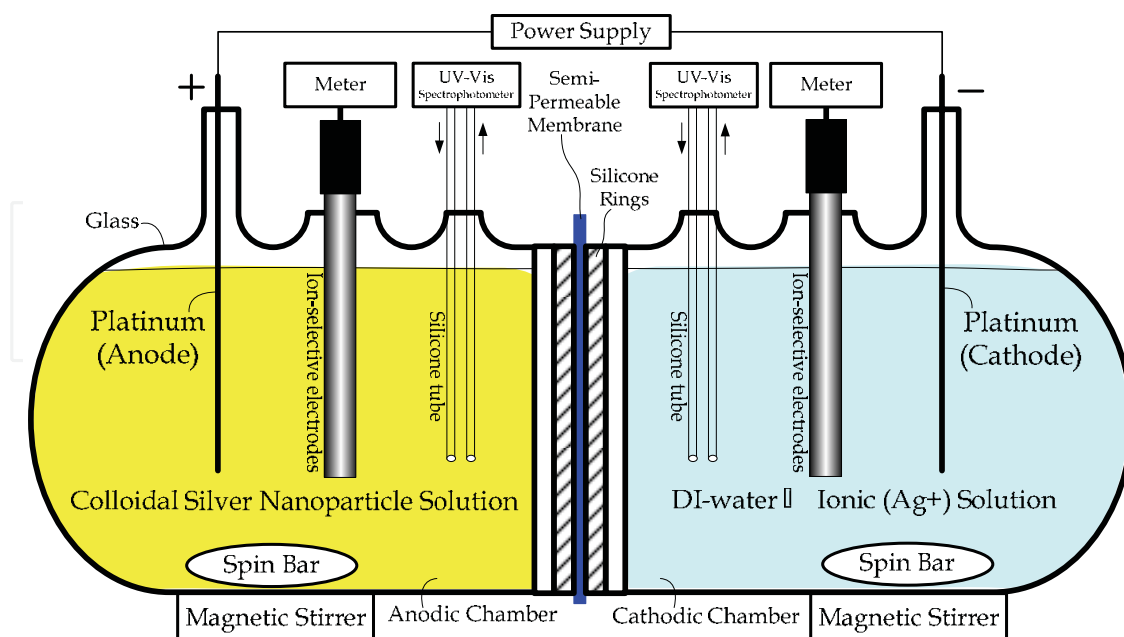 Power Supply
+
Meter
UV-Vis
Spectrophotometer
Semi-
Permeable
Membrane
UV-Vis
Spectrophotometer
Meter
−
Silicone
Rings
Glass
Platinum
(Anode)
Ion-selective electrodes
Silicone tube
Silicone tube
Ion-selective electrodes
Platinum
(Cathode)
Colloidal Silver Nanoparticle Solution
DI-water ▯ Ionic (Ag+) Solution
Spin Bar
Anodic Chamber
Cathodic Chamber
Spin Bar
Magnetic Stirrer
Magnetic Stirrer